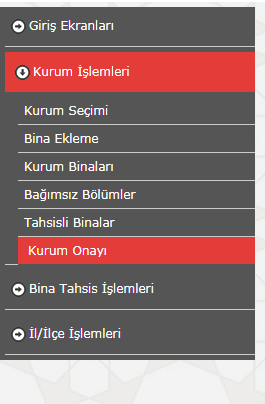 Giriş Ekranları
Kurum İşlemleri
Kurum Seçimi
Bina Ekleme
Kurum Binaları
Bağımsız Bölümler
Tahsisli Binalar
Kurum Onayı
Bina Tahsis İşlemleri
İl/İlçe İşlemleri